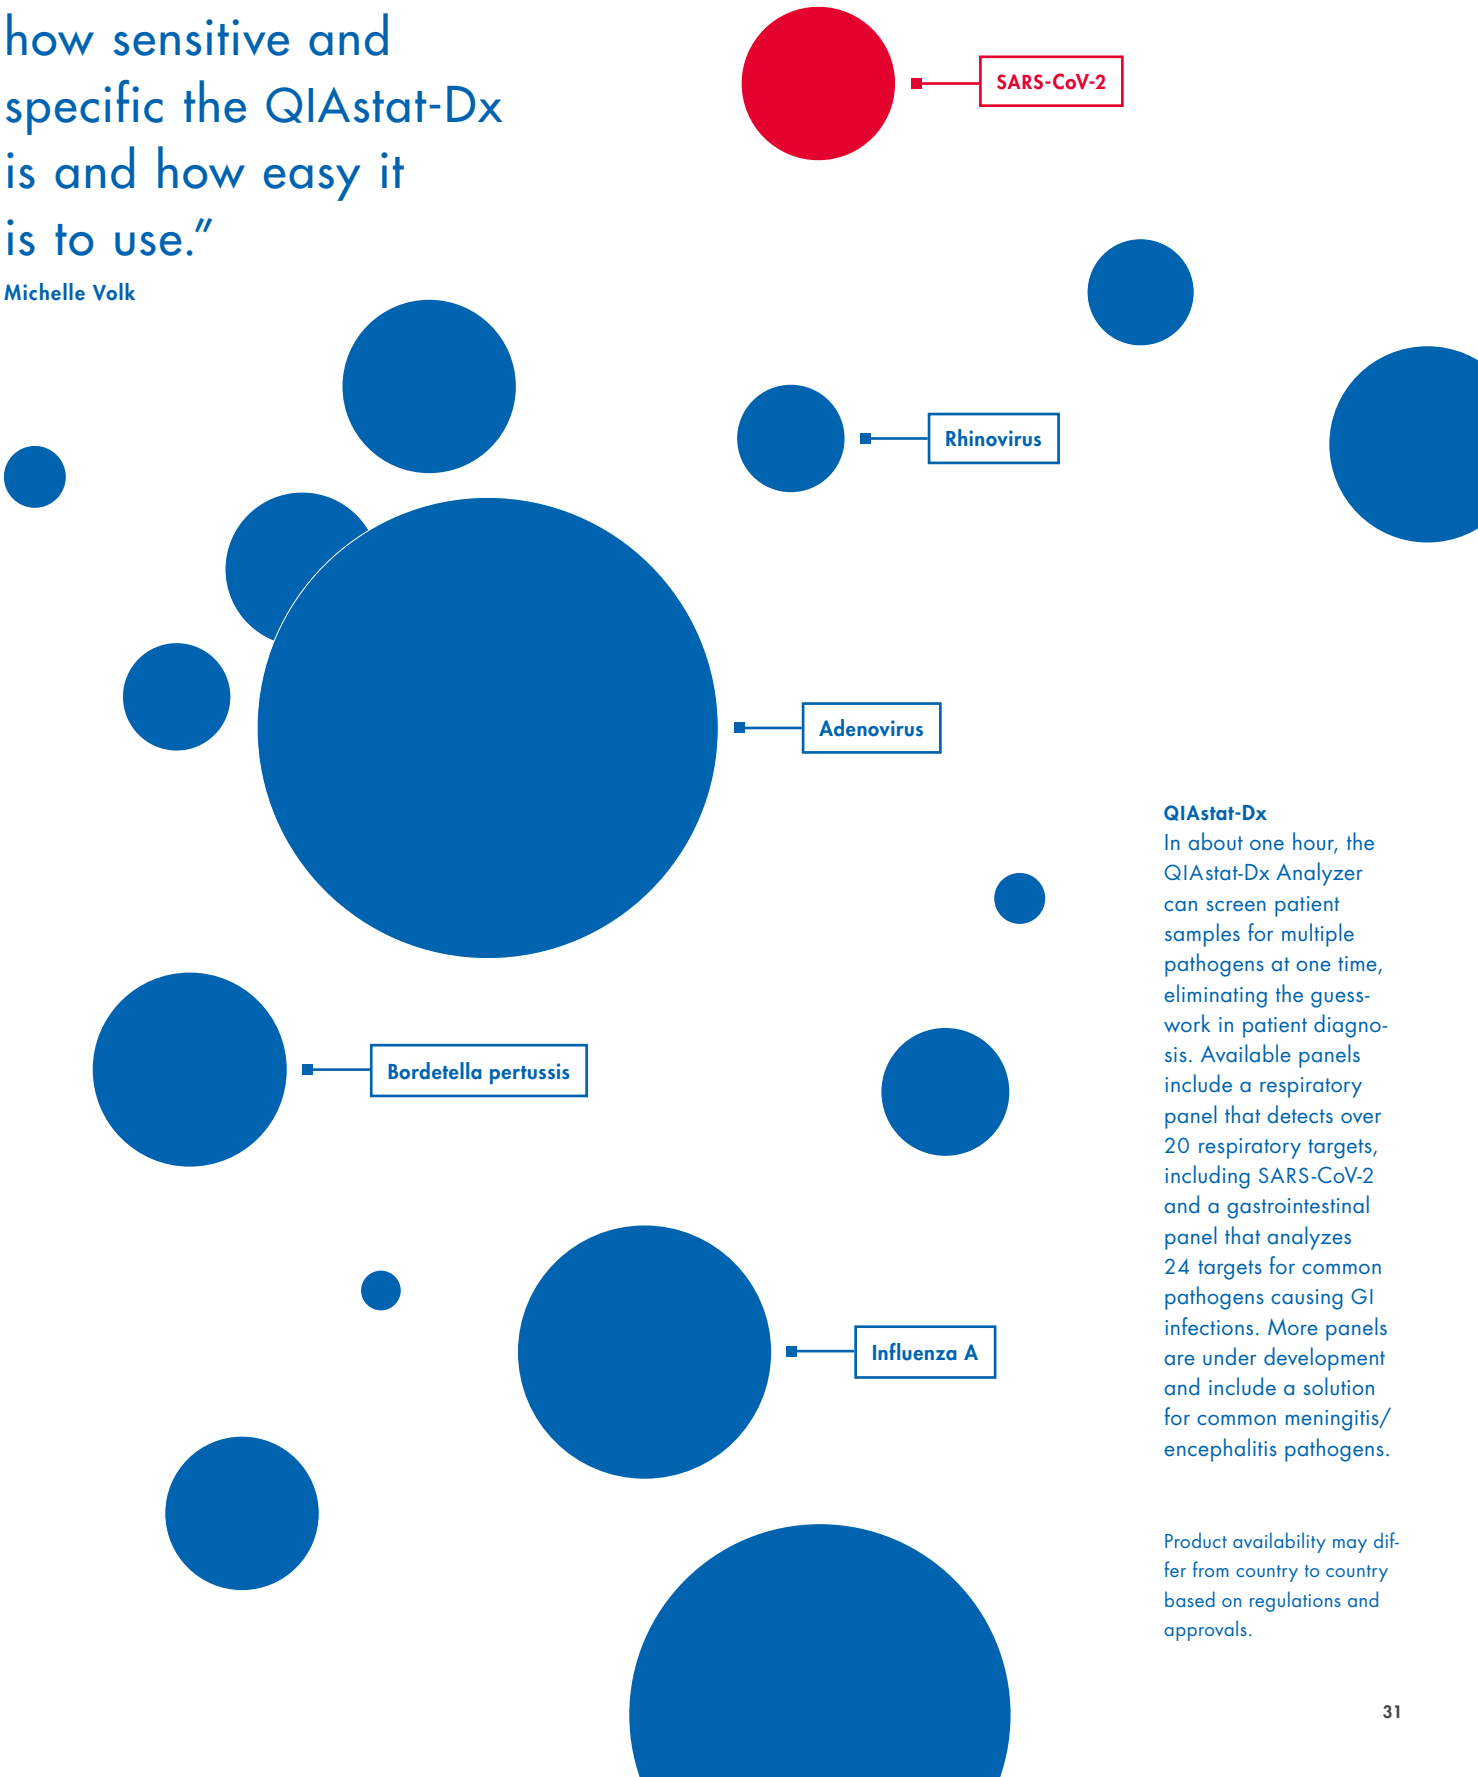 how sensitive and
specific the QIAstat-Dx
is and how easy it
is to use.”
Michelle Volk
SARS-CoV-2
Rhinovirus
Adenovirus
Bordetella pertussis
Influenza A
QIAstat-Dx
In about one hour, the
QIAstat-Dx Analyzer
can screen patient
samples for multiple
pathogens at one time,
eliminating the guess-
work in patient diagno-
sis. Available panels
include a respiratory
panel that detects over
20 respiratory targets,
including SARS-CoV-2
and a gastrointestinal
panel that analyzes
24 targets for common
pathogens causing GI
infections. More panels
are under development
and include a solution
for common meningitis/
encephalitis pathogens.
Product availability may dif-
fer from country to country
based on regulations and
approvals.
31